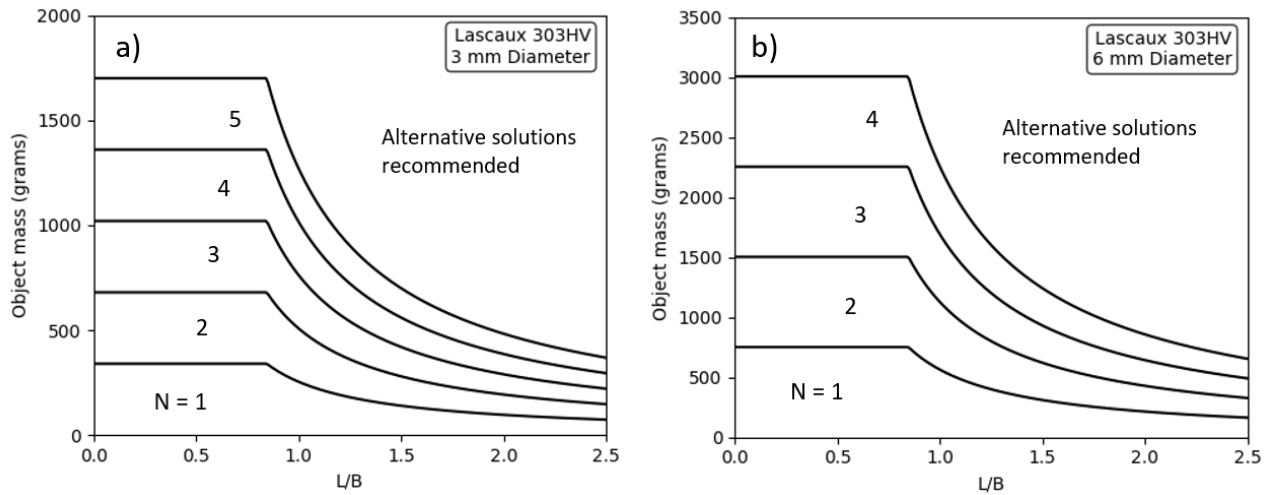 a)
Lascaux 303HV
3 mm Diameter
2000
1500
1000
500
0
Object mass (grams)
5
4
3
2
N = 1
Alternative solutions
recommended
0.0 0.5 1.0 1.5 2.0 2.5
L/B
b)
Lascaux 303HV
6 mm Diameter
3500
3000
2500
2000
1500
1000
500
0
Object mass (grams)
4
3
2
N = 1
Alternative solutions
recommended
0.0 0.5 1.0 1.5 2.0 2.5
L/B